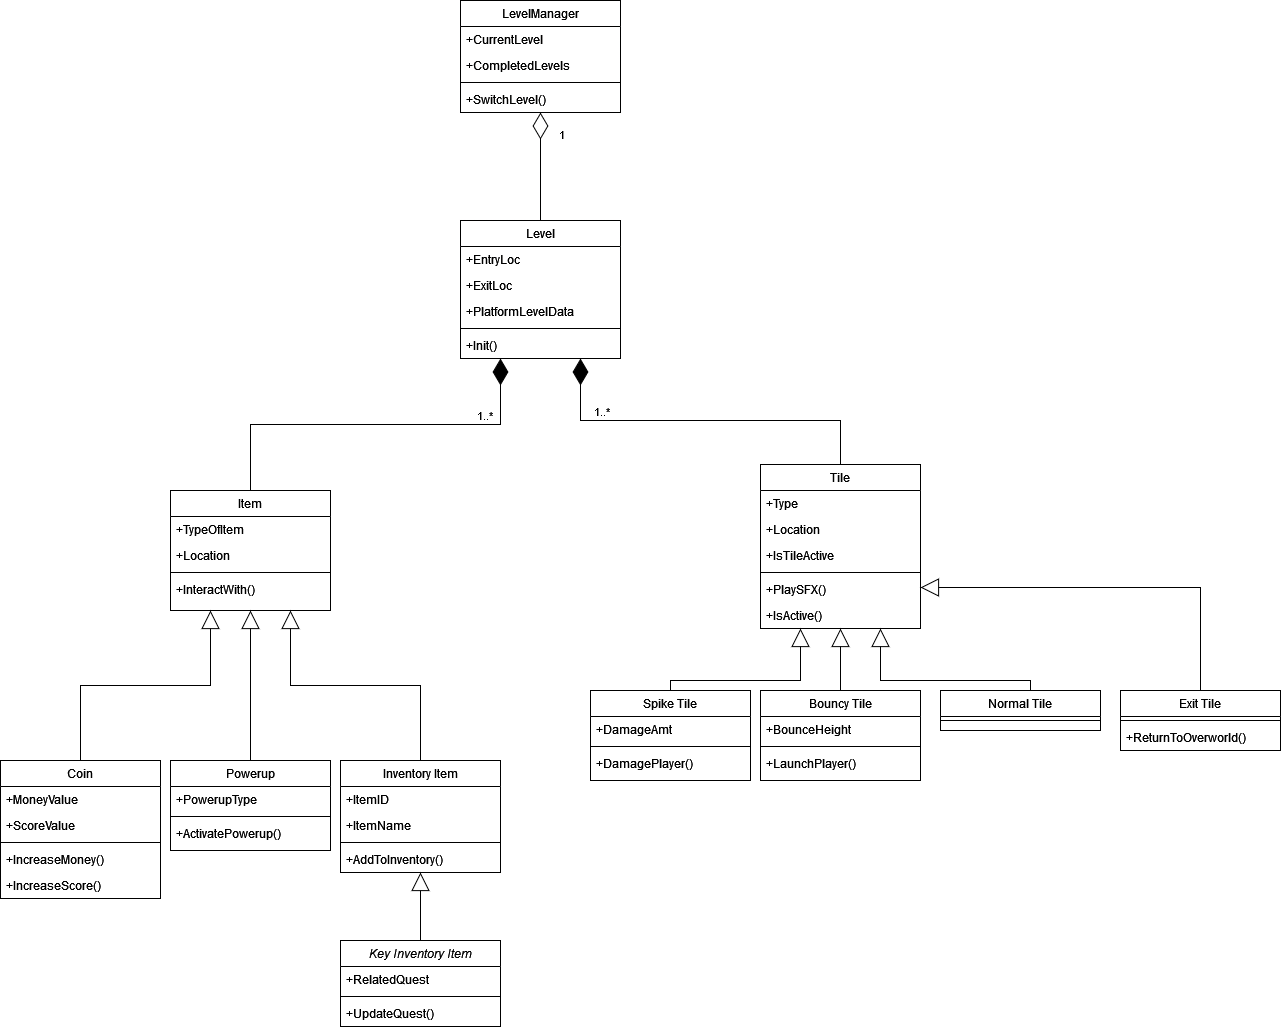 LevelManager
+CurrentLevel
+CompletedLevels
+SwitchLevel()
1
Level
+EntryLoc
+ExitLoc
+PlatformLevelData
+Init()
1..*
1..*
Item
+TypeOfItem
+Location
+InteractWith()
Tile
+Type
+Location
+IsTileActive
+PlaySFX()
+IsActive()
Spike Tile
+DamageAmt
+DamagePlayer()
Bouncy Tile
+BounceHeight
+LaunchPlayer()
Normal Tile
Exit Tile
+ReturnToOverworld()
Coin
+MoneyValue
+ScoreValue
+IncreaseMoney()
+IncreaseScore()
Powerup
+PowerupType
+ActivatePowerup()
Inventory Item
+ItemID
+ItemName
+AddToInventory()
Key Inventory Item
+RelatedQuest
+UpdateQuest()